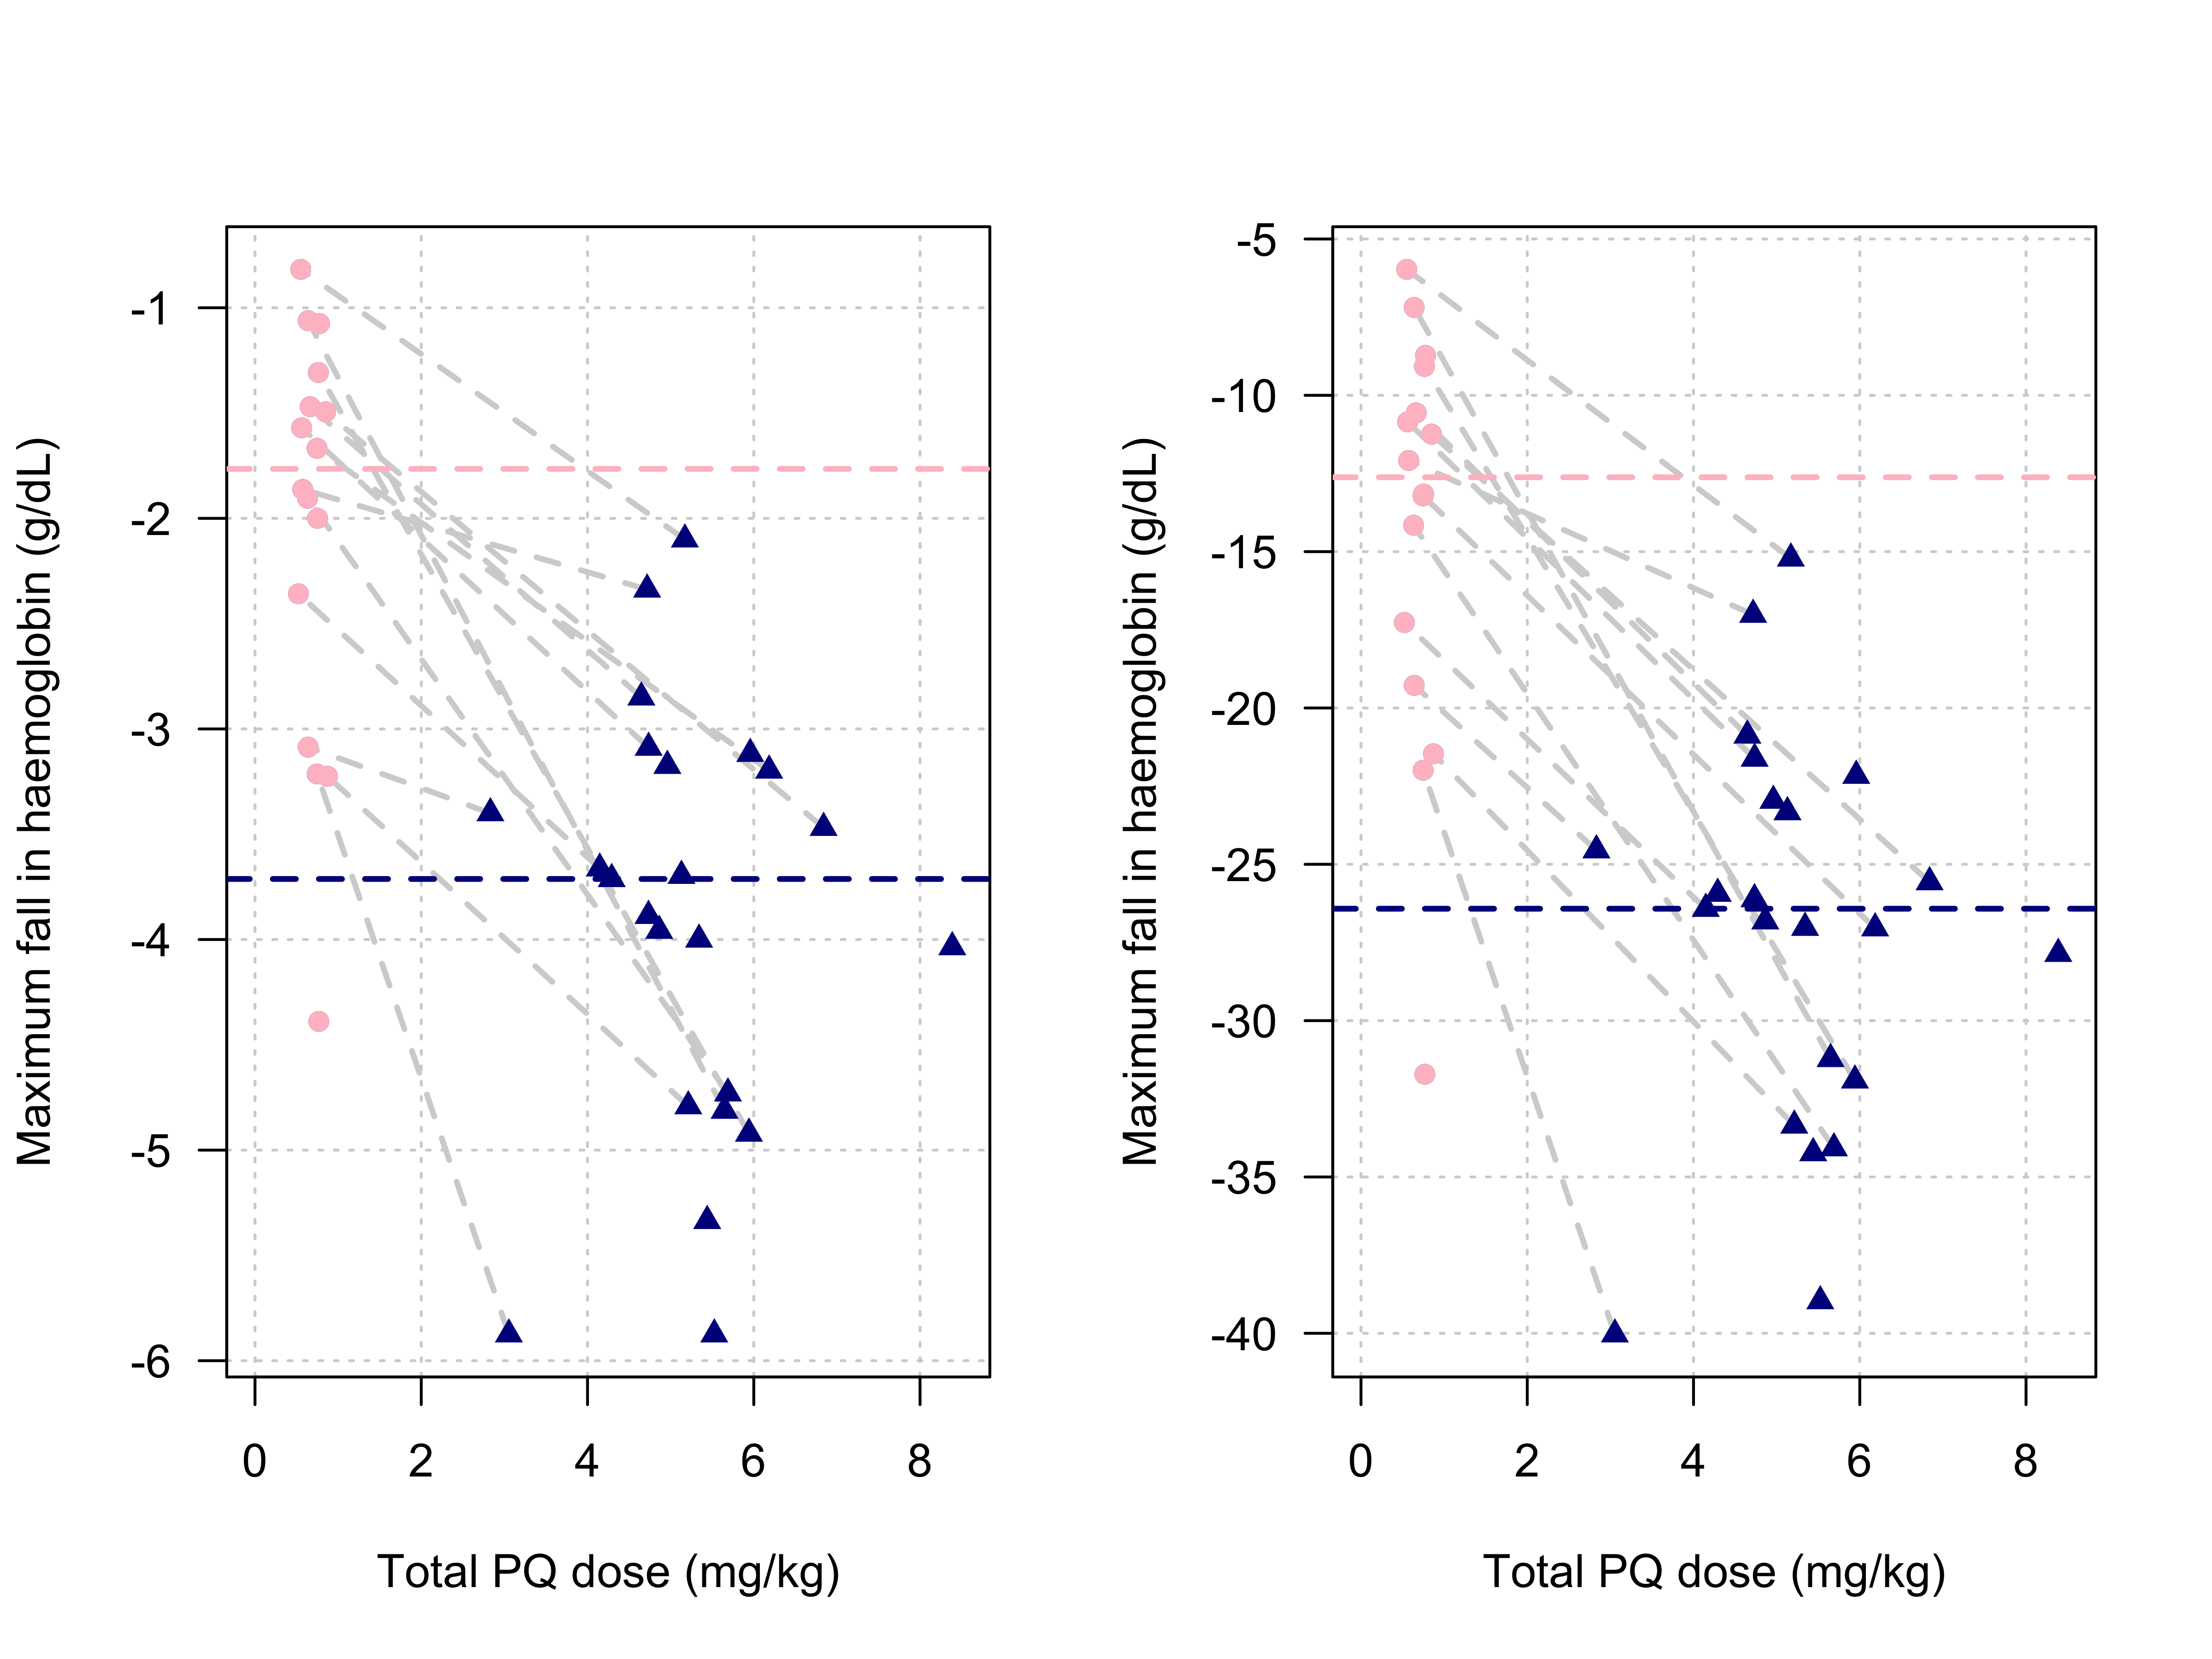 Maximum fall in haemoglobin (g/dL)
-1
-2
-3
-4
-5
-6
0 2 4 6 8
Total PQ dose (mg/kg)
Maximum fall in haemoglobin (g/dL)
-5
-10
-15
-20
-25
-30
-35
-40
0 2 4 6 8
Total PQ dose (mg/kg)